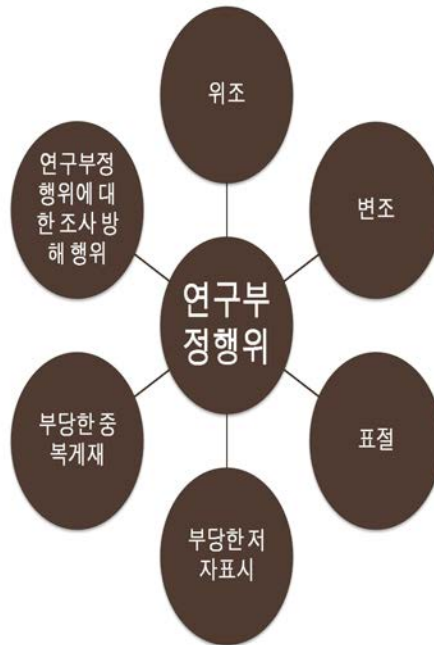 위조
연구부정
행위에 대
한 조사 방
해 행위
변조
연구부
정행위
부당한 중
복게재
표절
부당한 저
자표시